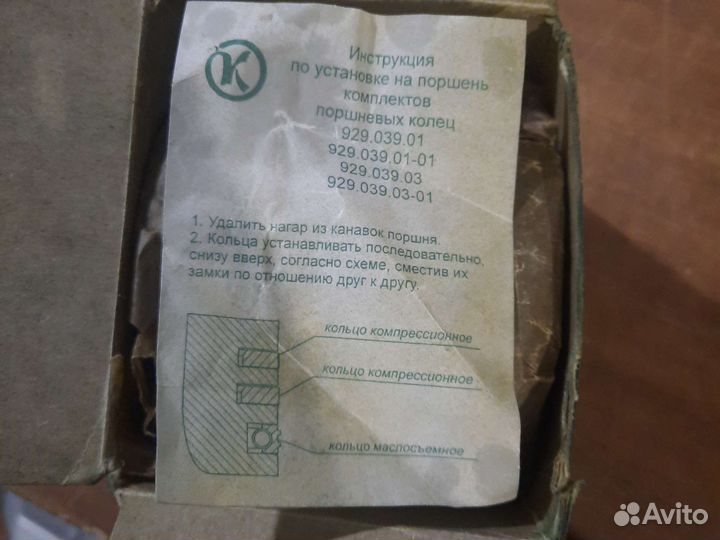 К
Инструкция
по установке на поршень
комплектов
поршневых колец
929.039.01
929.039.01-01
929.039.03
929.039.03-01
1. Удалить нагар из канавок поршня.
2. Кольца устанавливать последовательно,
снизу вверх, согласно схеме, сместив их
замки по отношению друг к другу.
кольцо компрессионное
кольцо компрессионное
кольцо маслосъемное
Avito